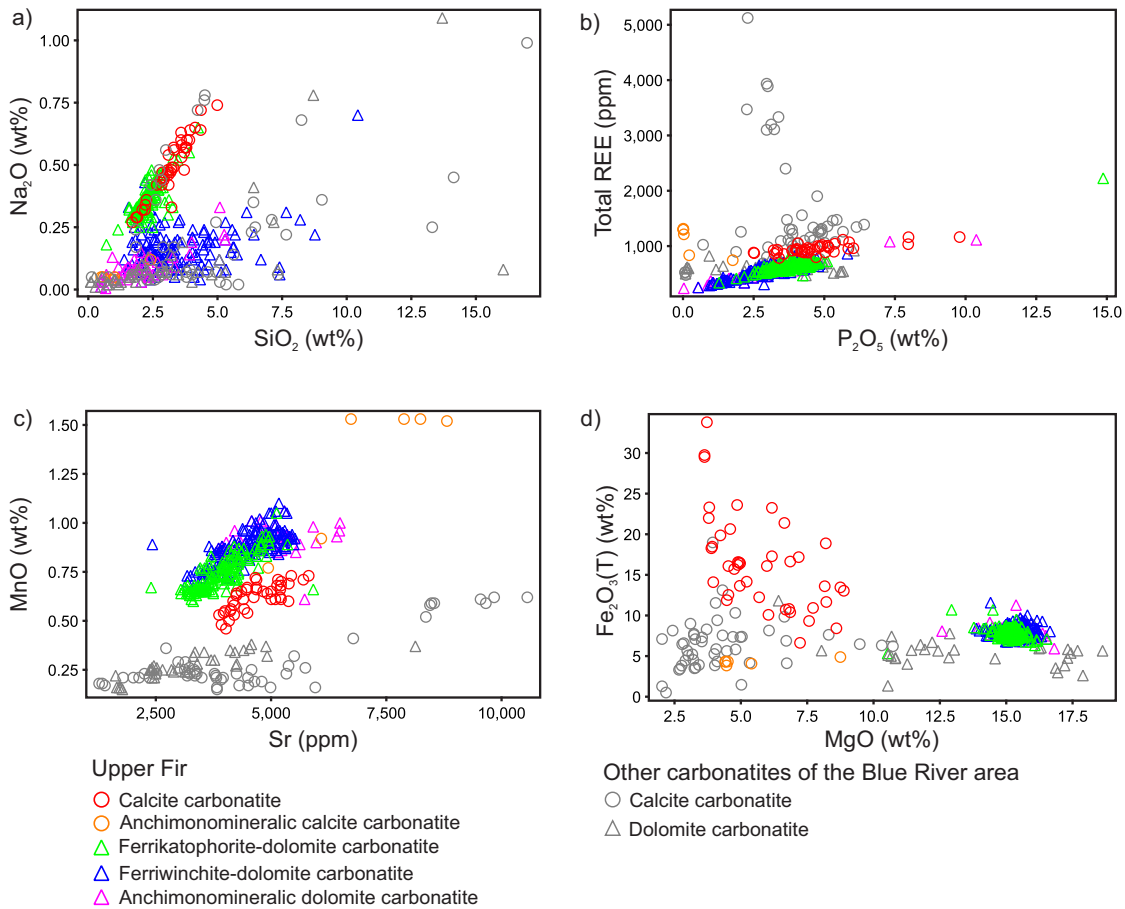 a)
1.00
0.75
0.50
0.25
0.00
Na₂O (wt%)
0.0 2.5 5.0 7.5 10.0 12.5 15.0
SiO₂ (wt%)
b)
5,000
4,000
3,000
2,000
1,000
Total REE (ppm)
0.0 2.5 5.0 7.5 10.0 12.5 15.0
P₂O₅ (wt%)
c)
1.50
1.25
1.00
0.75
0.50
0.25
MnO (wt%)
2,500 5,000 7,500 10,000
Sr (ppm)
d)
30
25
20
15
10
5
0
Fe₂O₃(T) (wt%)
2.5 5.0 7.5 10.0 12.5 15.0 17.5
MgO (wt%)
Upper Fir
Calcite carbonatite
Anchimonomineralic calcite carbonatite
Ferrikatophorite-dolomite carbonatite
Ferriwinchite-dolomite carbonatite
Anchimonomineralic dolomite carbonatite
Other carbonatites of the Blue River area
Calcite carbonatite
Dolomite carbonatite